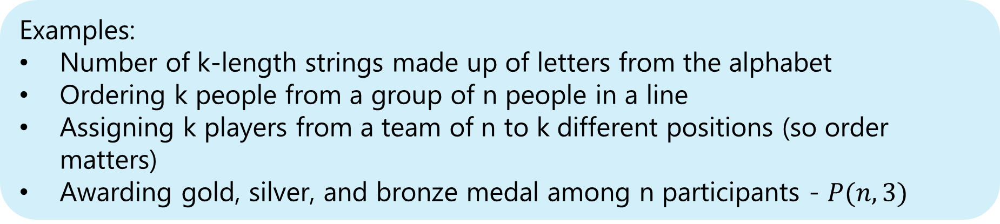 Examples:
• Number of k-length strings made up of letters from the alphabet
• Ordering k people from a group of n people in a line
• Assigning k players from a team of n to k different positions (so order
matters)
• Awarding gold, silver, and bronze medal among n participants - P(n, 3)